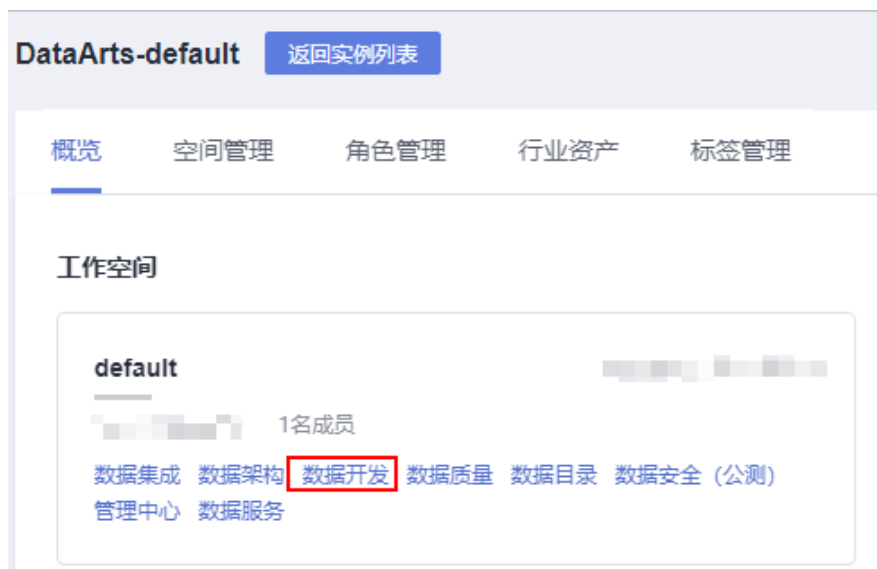 DataArts-default 返回实例列表
概览 空间管理 角色管理 行业资产 标签管理
工作空间
default
1名成员
数据集成 数据架构 数据开发 数据质量 数据目录 数据安全 (公测)
管理中心 数据服务